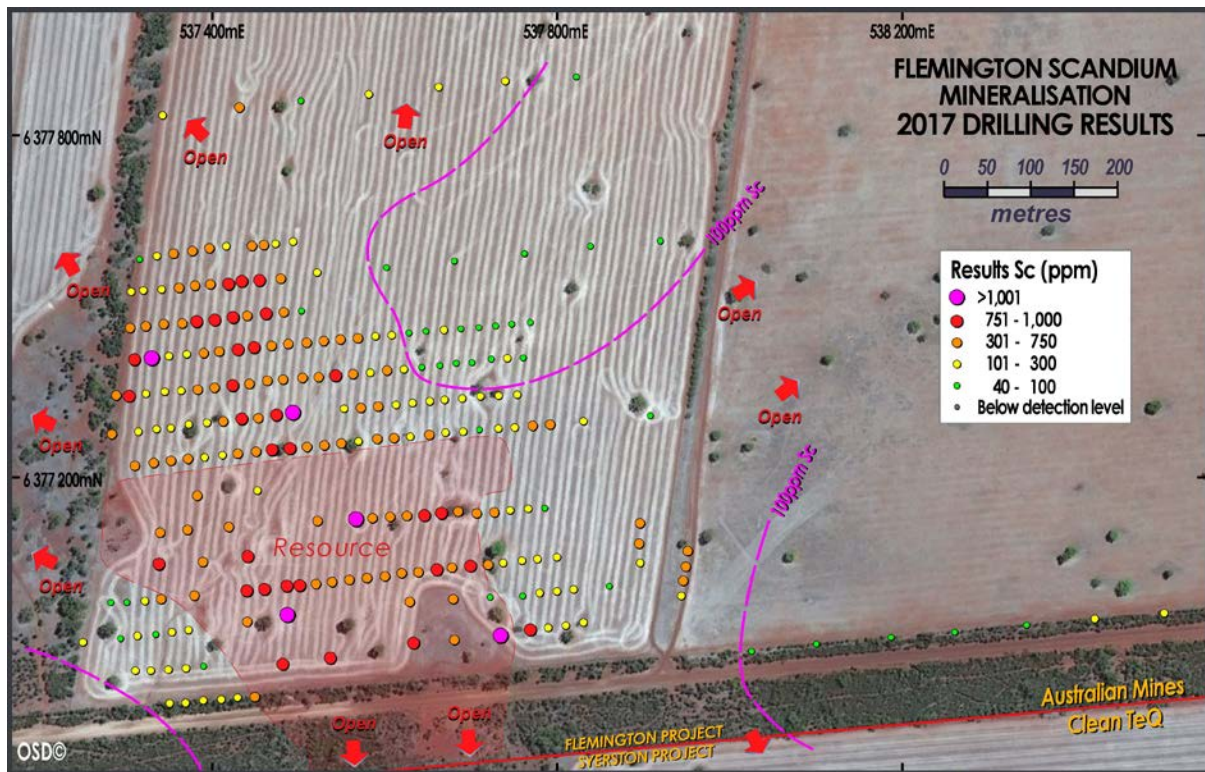 537 400mE
537 800mE
538 200mE
FLEMINGTON SCANDIUM
MINERALISATION
2017 DRILLING RESULTS
0 50 100 150 200
metres
6 377 800mN
Open
Open
100ppm Sc
Results Sc (ppm)
>1,001
751 - 1,000
301 - 750
101 - 300
40 - 100
Below detection level
Open
Open
Open
Open
6 377 200mN
100ppm Sc
Resource
Open
Open
Open
Australian Mines
Clean TeQ
FLEMINGTON PROJECT
SYERSTON PROJECT
OSD©